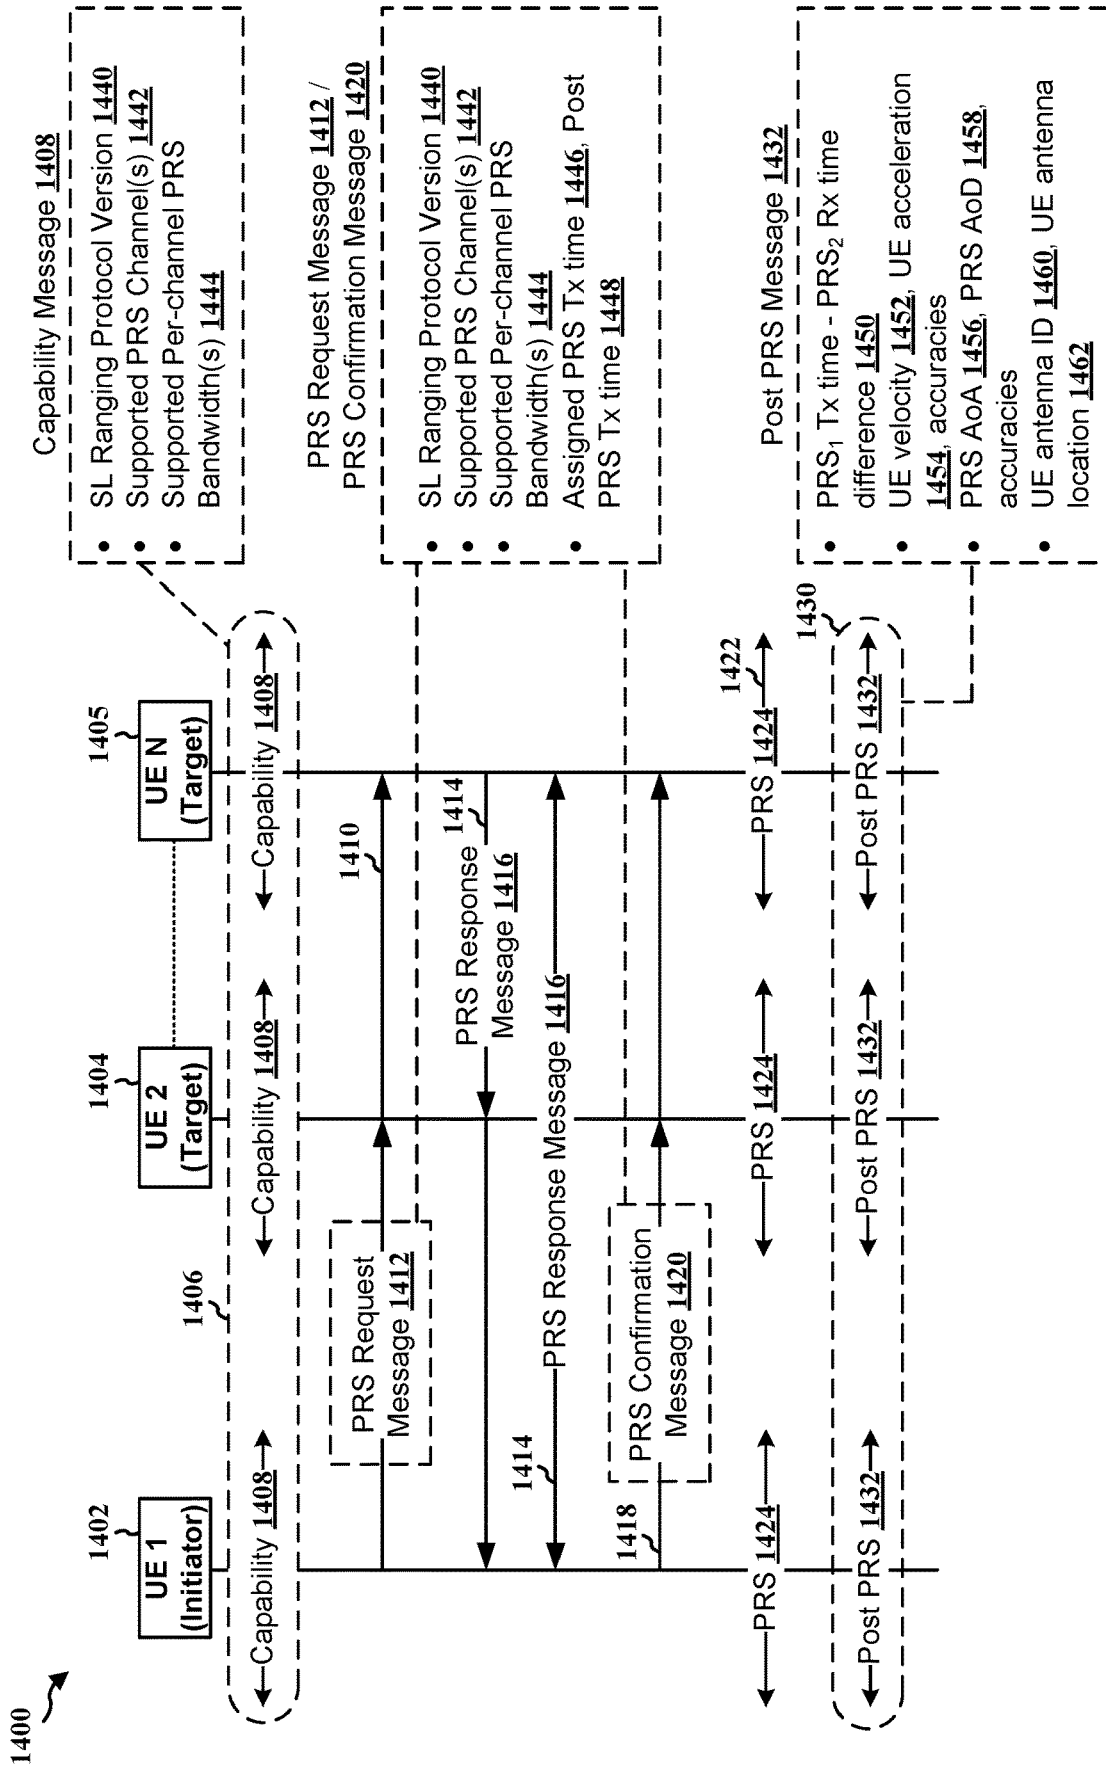 1400
1402
UE 1
(Initiator)
1404
UE 2
(Target)
1405
UE N
(Target)
1406
Capability 1408
Capability 1408
Capability 1408
PRS Request
Message 1412
1410
1414
PRS Response
Message 1416
1414
PRS Response Message 1416
1418
PRS Confirmation
Message 1420
1422
PRS 1424
PRS 1424
PRS 1424
1430
Post PRS 1432
Post PRS 1432
Post PRS 1432
Capability Message 1408
• SL Ranging Protocol Version 1440
• Supported PRS Channel(s) 1442
• Supported Per-channel PRS
Bandwidth(s) 1444
PRS Request Message 1412 /
PRS Confirmation Message 1420
• SL Ranging Protocol Version 1440
• Supported PRS Channel(s) 1442
• Supported Per-channel PRS
Bandwidth(s) 1444
• Assigned PRS Tx time 1446, Post
PRS Tx time 1448
Post PRS Message 1432
• PRS₁ Tx time - PRS₂ Rx time
difference 1450
• UE velocity 1452, UE acceleration
1454, accuracies
• PRS AoA 1456, PRS AoD 1458,
accuracies
• UE antenna ID 1460, UE antenna
location 1462